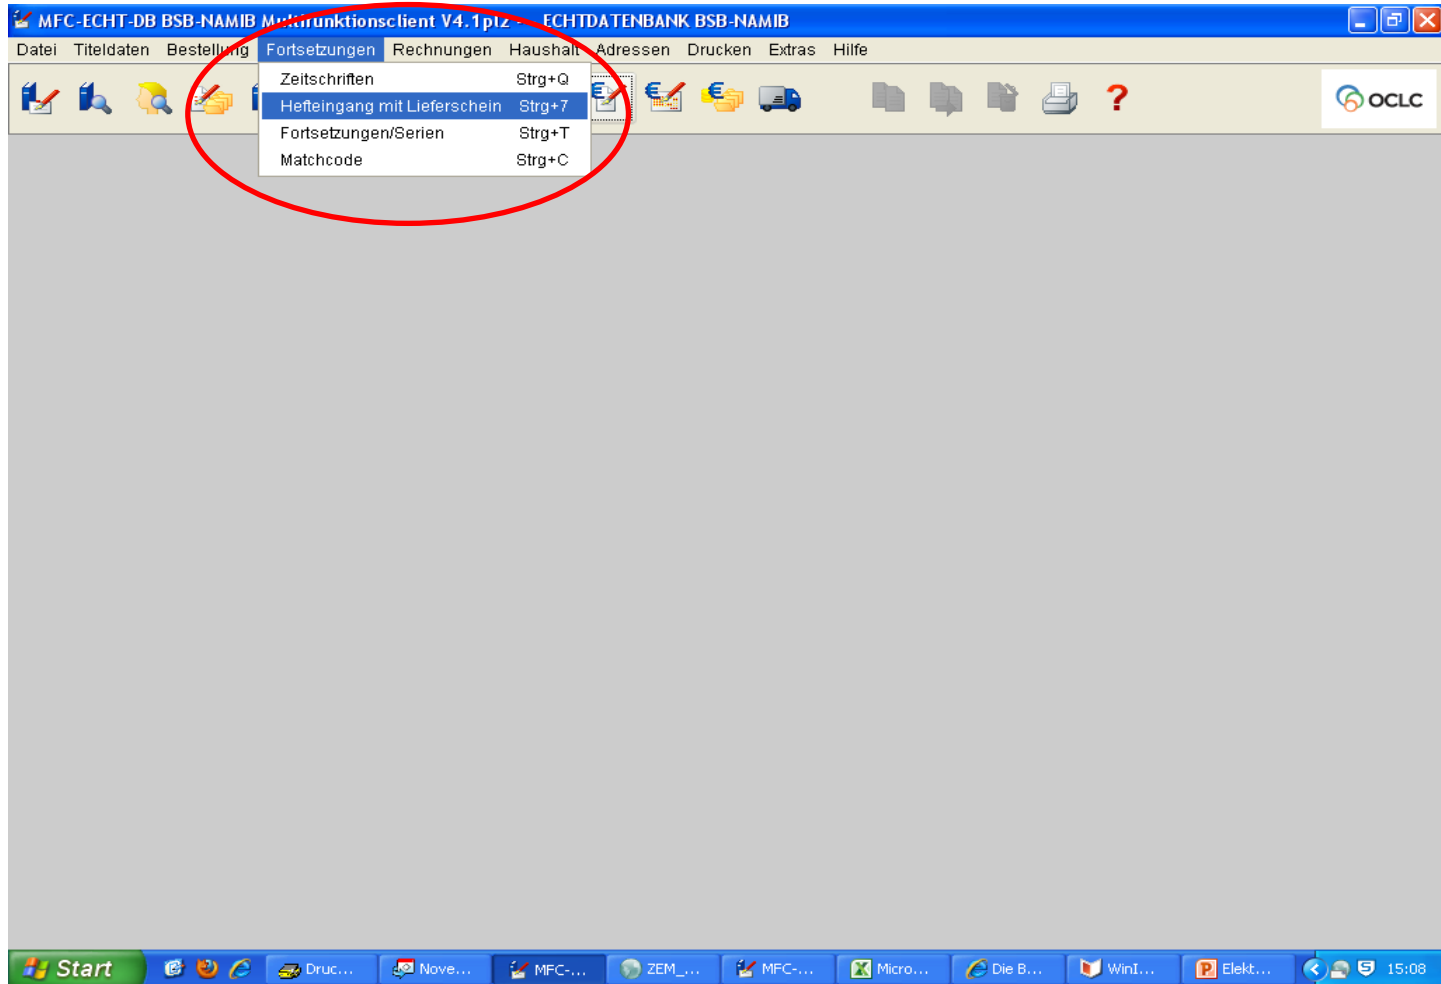 MFC-ECHT-DB BSB-NAMIB Multifunktionsclient V4.1pl2 - ECHTDATENBANK BSB-NAMIB
Datei Titeldaten Bestellung Fortsetzungen Rechnungen Haushalt Adressen Drucken Extras Hilfe
Zeitschriften Strg+Q
Hefteingang mit Lieferschein Strg+7
Fortsetzungen/Serien Strg+T
Matchcode Strg+C
OCLC
Start Druc... Nove... MFC-... ZEM_... MFC-... Micro... Die B... WinI... Elekt... 15:08